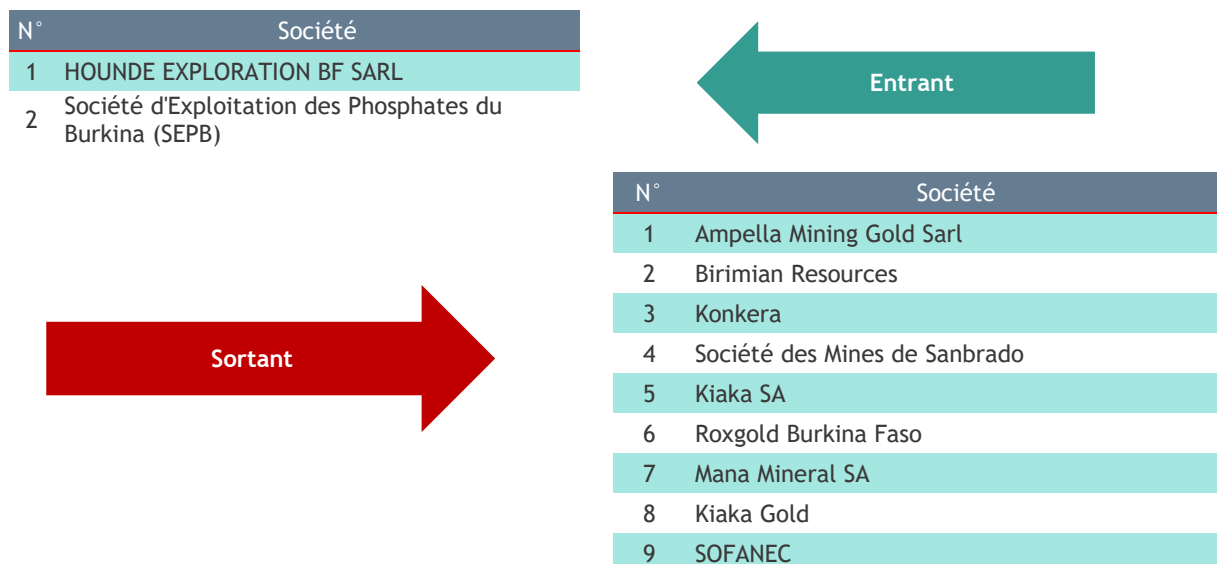 N° Société
1 HOUNDE EXPLORATION BF SARL
2 Société d'Exploitation des Phosphates du
Burkina (SEPB)
Entrant
Sortant
N° Société
1 Ampella Mining Gold Sarl
2 Birimian Resources
3 Konkera
4 Société des Mines de Sanbrado
5 Kiaka SA
6 Roxgold Burkina Faso
7 Mana Mineral SA
8 Kiaka Gold
9 SOFANEC